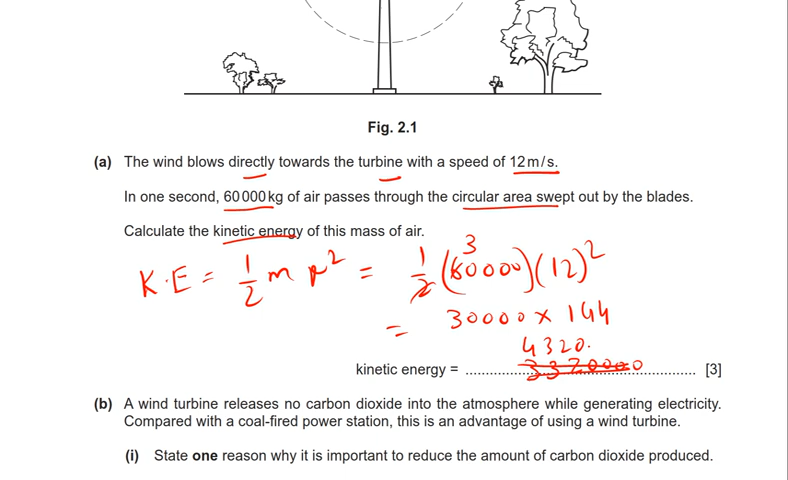 Fig. 2.1
(a) The wind blows directly towards the turbine with a speed of 12 m/s.
In one second, 60 000 kg of air passes through the circular area swept out by the blades.
Calculate the kinetic energy of this mass of air.
K.E = 1/2 m v² = 1/2 (60000)(12)²
3
= 30000 × 144
4320.
kinetic energy = 3320000 [3]
(b) A wind turbine releases no carbon dioxide into the atmosphere while generating electricity.
Compared with a coal-fired power station, this is an advantage of using a wind turbine.
(i) State one reason why it is important to reduce the amount of carbon dioxide produced.